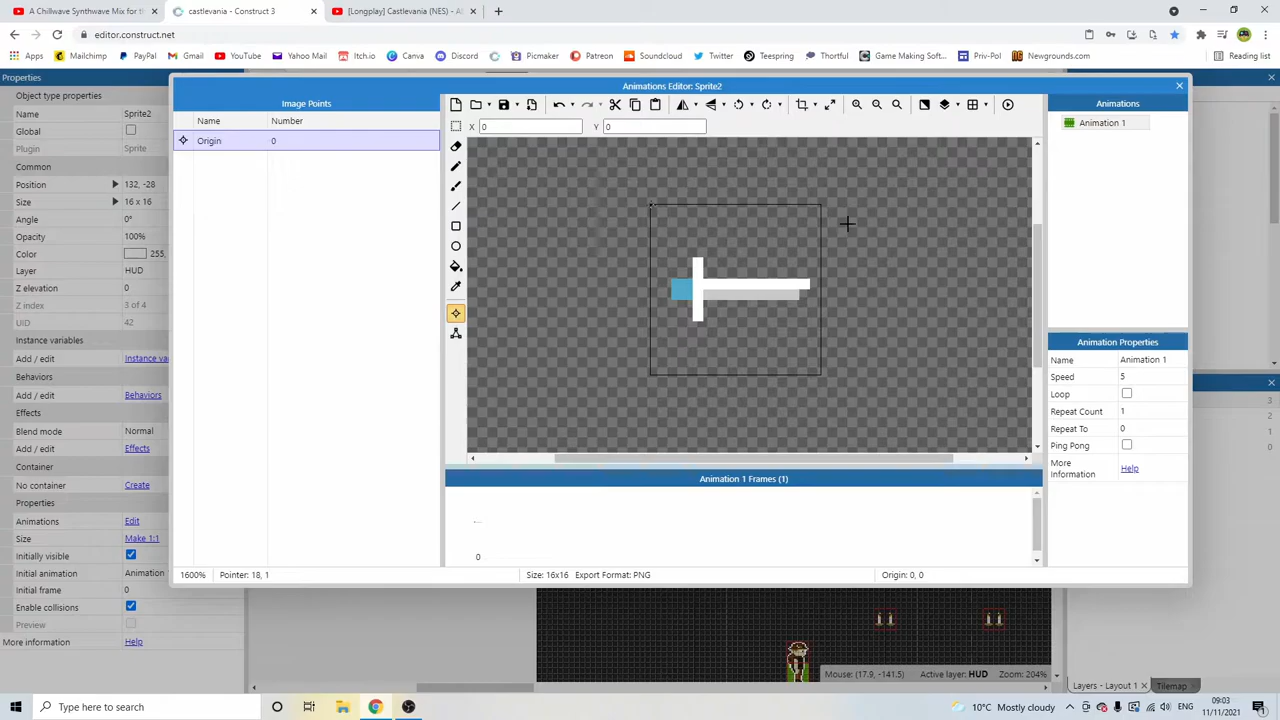 A Chillwave Synthwave Mix for th
castlevania - Construct 3
[Longplay] Castlevania (NES) - Al
editor.construct.net
Apps
Mailchimp
PayPal
Gmail
YouTube
Yahoo Mail
Itch.io
Canva
Discord
Picmaker
Patreon
Soundcloud
Twitter
Teespring
Thortful
Game Making Softw...
Priv-Pol
Newgrounds.com
Reading list
Properties
Animations Editor: Sprite2
Object type properties
Name Sprite2
Global
Plugin Sprite
Common
Position 132, -28
Size 16 x 16
Angle 0°
Opacity 100%
Color 255,
Layer HUD
Z index 3 of 4
UID 42
Instance variables
Add / edit Instance va
Behaviors
Add / edit Behaviors
Effects
Blend mode Normal
Add / edit Effects
Container
No container Create
Properties
Animations Edit
Size Make 1:1
Initially visible
Initial animation Animation
Initial frame 0
Enable collisions
Preview
More information Help
Image Points
Name Number
Origin 0
X 0 Y 0
Animations
Animation 1
Animation Properties
Name Animation 1
Speed 5
Loop
Repeat Count 1
Repeat To 0
Ping Pong
More Information Help
Animation 1 Frames (1)
0
1600% Pointer: 18, 1 Size: 16x16 Export Format: PNG Origin: 0, 0
3
2
1
0
Mouse: (17.9, -141.5) Active layer: HUD Zoom: 204%
Layers - Layout 1
Tilemap
Type here to search
10°C Mostly cloudy
ENG
09:03
11/11/2021